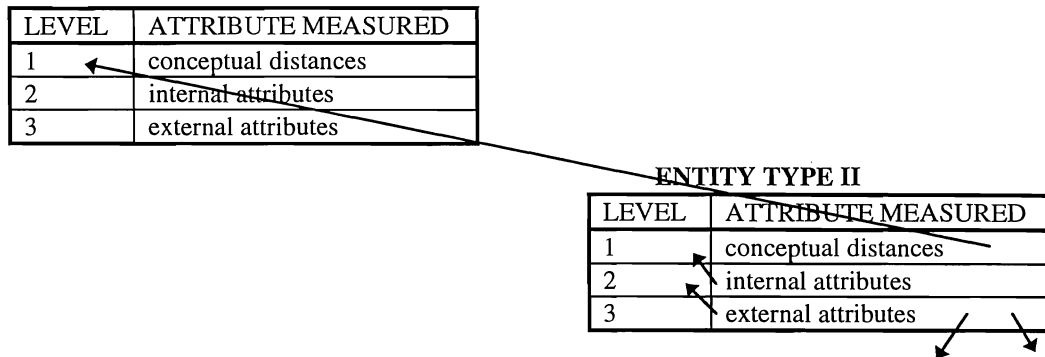 LEVEL ATTRIBUTE MEASURED
1 conceptual distances
2 internal attributes
3 external attributes
ENTITY TYPE II
LEVEL ATTRIBUTE MEASURED
1 conceptual distances
2 internal attributes
3 external attributes